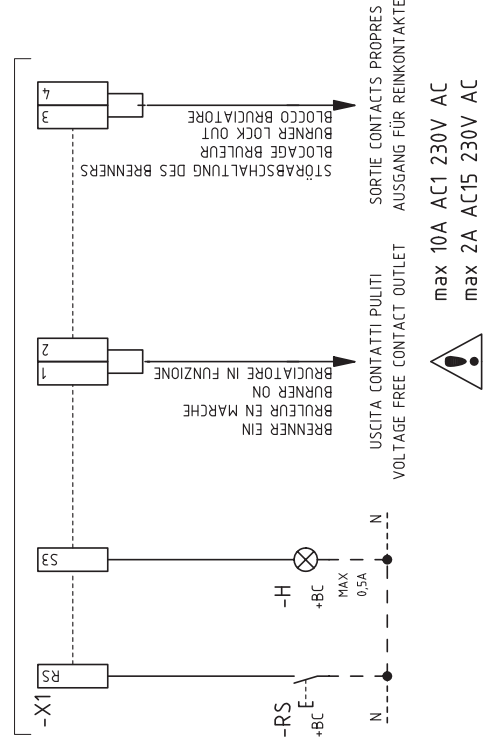 -X1
RS
S3
1
2
3
4
BRUCIATORE IN FUNZIONE
BURNER ON
BRULEUR EN MARCHE
BRENNER EIN
BLOCCO BRUCIATORE
BURNER LOCK OUT
BLOCAGE BRULEUR
STÖRABSCHALTUNG DES BRENNERS
-RS
+BC
-H
+BC
MAX
0,5A
N
N
USCITA CONTATTI PULITI
VOLTAGE FREE CONTACT OUTLET
SORTIE CONTACTS PROPRES
AUSGANG FÜR REINKONTAKTE
max 10A AC1 230V AC
max 2A AC15 230V AC